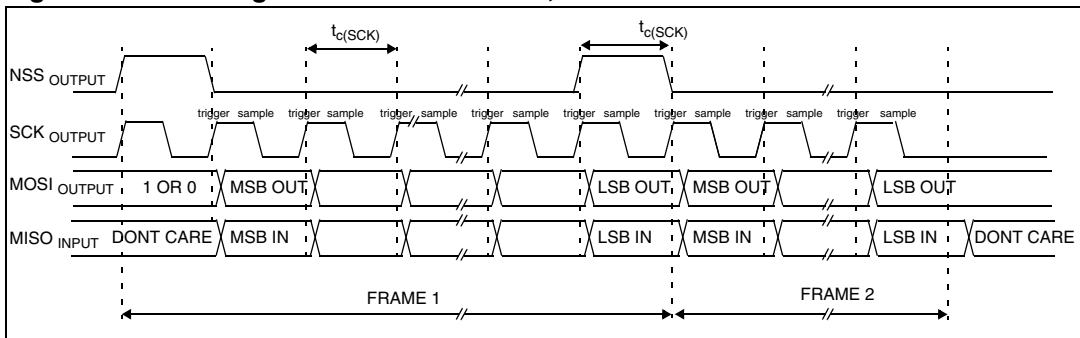 t c(SCK) t c(SCK)
NSS OUTPUT
trigger sample trigger sample trigger sample trigger sample trigger sample trigger sample trigger sample trigger sample
SCK OUTPUT
MOSI OUTPUT 1 OR 0 MSB OUT LSB OUT MSB OUT LSB OUT
MISO INPUT DONT CARE MSB IN LSB IN MSB IN LSB IN DONT CARE
FRAME 1 FRAME 2